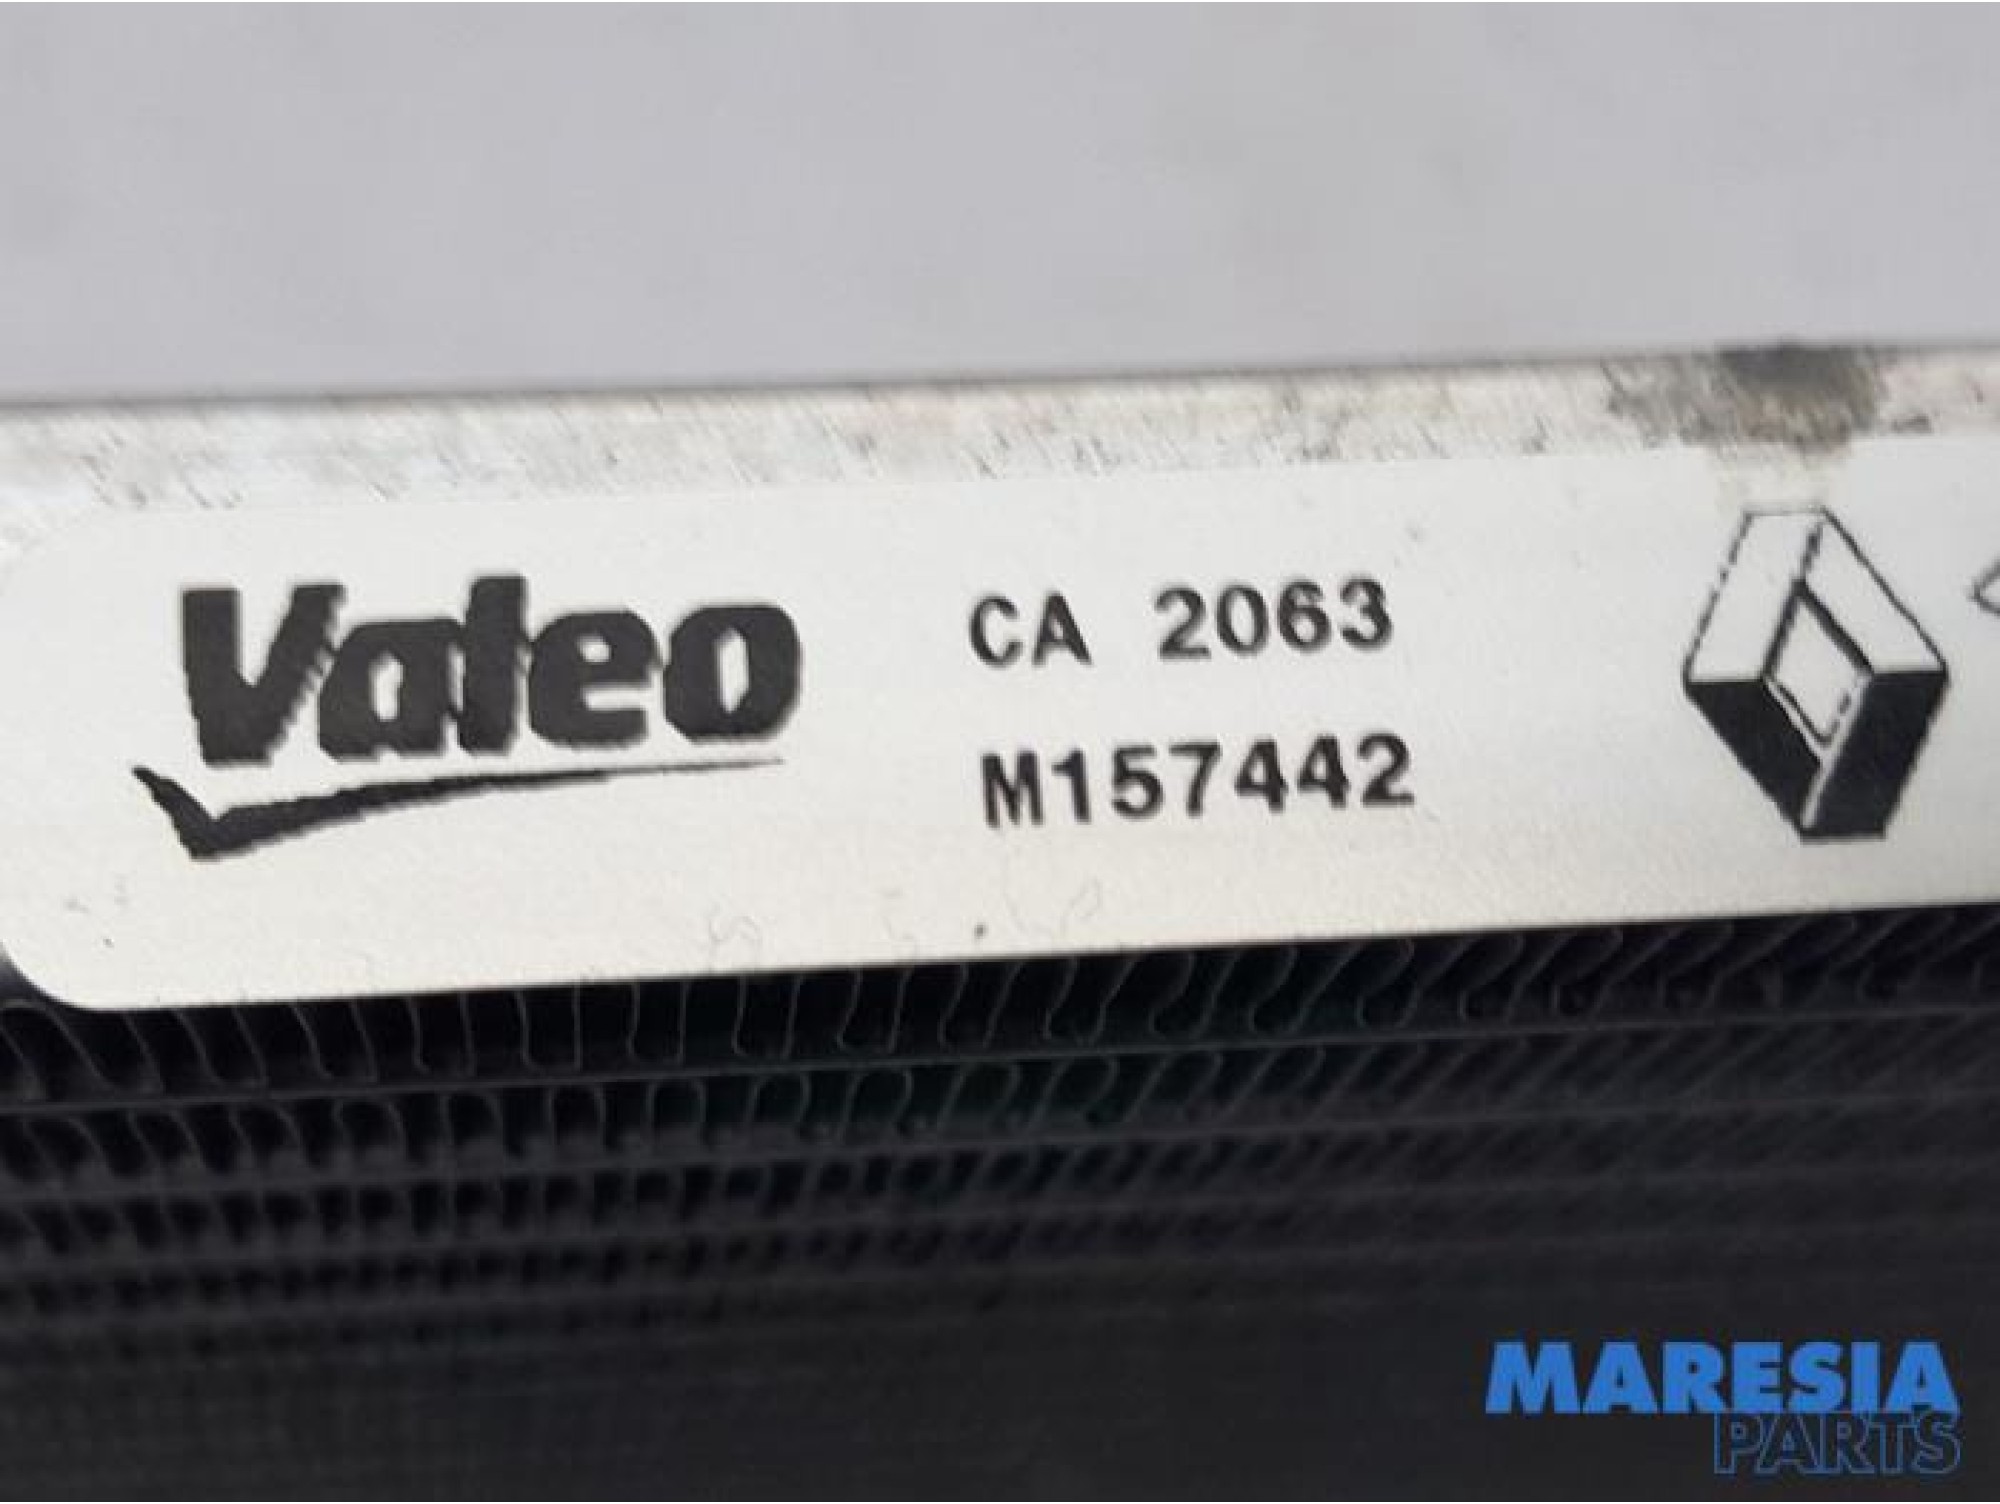 Valeo
CA 2063
M157442
MARESIA
PARTS